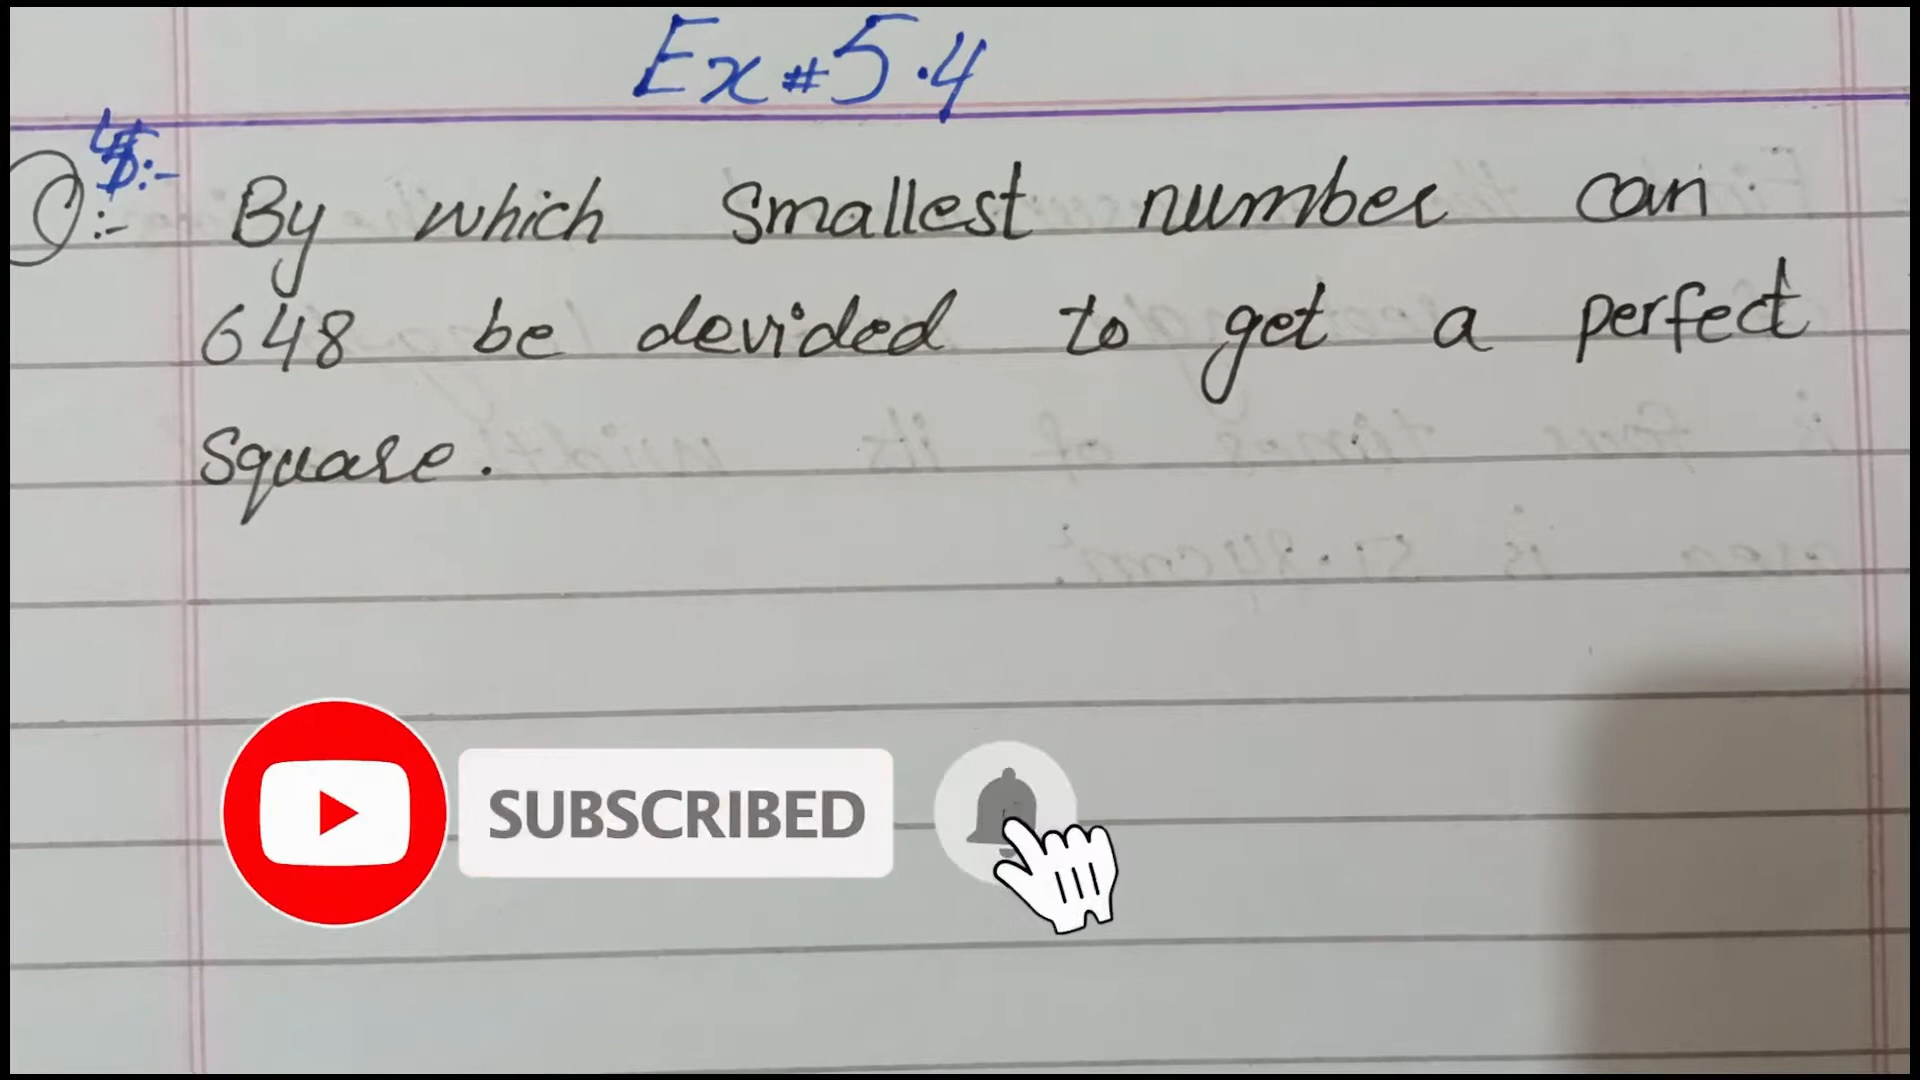 Ex #5.4
Q:- By which Smallest number can
648 be devided to get a perfect
Square.
SUBSCRIBED